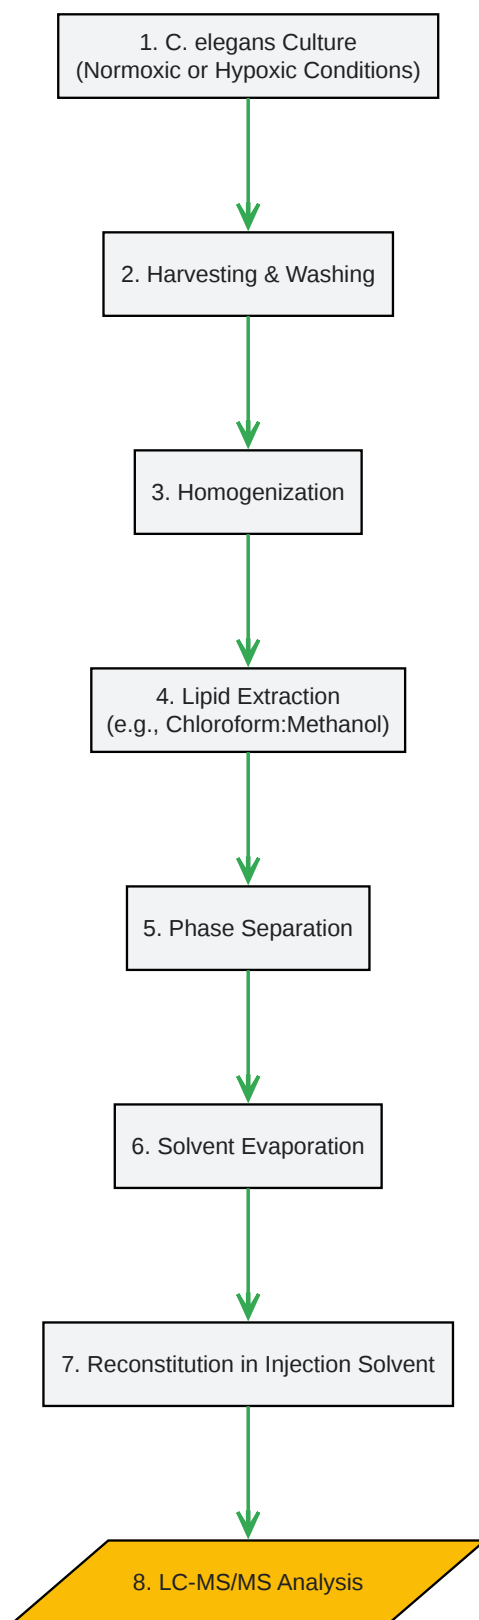 1. C. elegans Culture
(Normoxic or Hypoxic Conditions)
2. Harvesting & Washing
3. Homogenization
4. Lipid Extraction
(e.g., Chloroform:Methanol)
5. Phase Separation
6. Solvent Evaporation
7. Reconstitution in Injection Solvent
8. LC-MS/MS Analysis